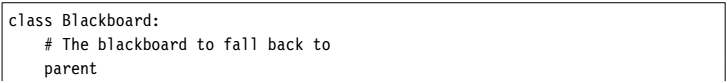 class Blackboard:
    # The blackboard to fall back to
    parent